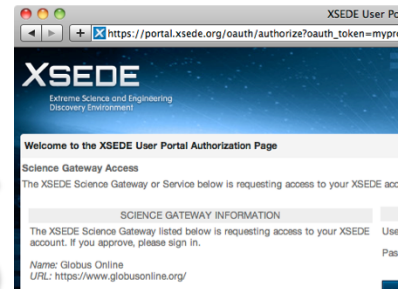 XSEDE User Po
https://portal.xsede.org/oauth/authorize?oauth_token=mypro
XSEDE
Extreme Science and Engineering
Discovery Environment
Welcome to the XSEDE User Portal Authorization Page
Science Gateway Access
The XSEDE Science Gateway or Service below is requesting access to your XSEDE acc
SCIENCE GATEWAY INFORMATION
The XSEDE Science Gateway listed below is requesting access to your XSEDE
account. If you approve, please sign in.
Use
Pas
Name: Globus Online
URL: https://www.globusonline.org/